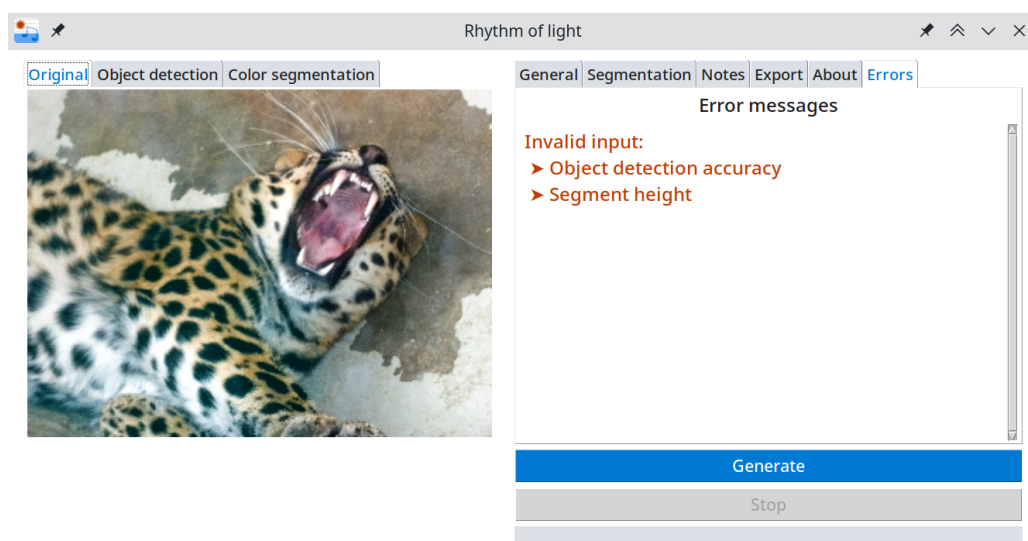 Rhythm of light
Original Object detection Color segmentation
General Segmentation Notes Export About Errors
Error messages
Invalid input:
➤ Object detection accuracy
➤ Segment height
Generate
Stop